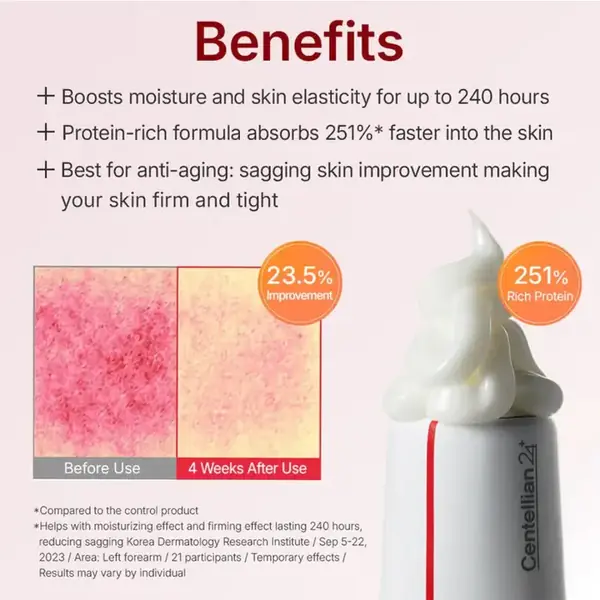 Benefits
+ Boosts moisture and skin elasticity for up to 240 hours
+ Protein-rich formula absorbs 251%* faster into the skin
+ Best for anti-aging: sagging skin improvement making
your skin firm and tight
23.5%
Improvement
251%
Rich Protein
Before Use
4 Weeks After Use
Centellian24+
*Compared to the control product
*Helps with moisturizing effect and firming effect lasting 240 hours,
reducing sagging Korea Dermatology Research Institute / Sep 5-22,
2023 / Area: Left forearm / 21 participants / Temporary effects /
Results may vary by individual